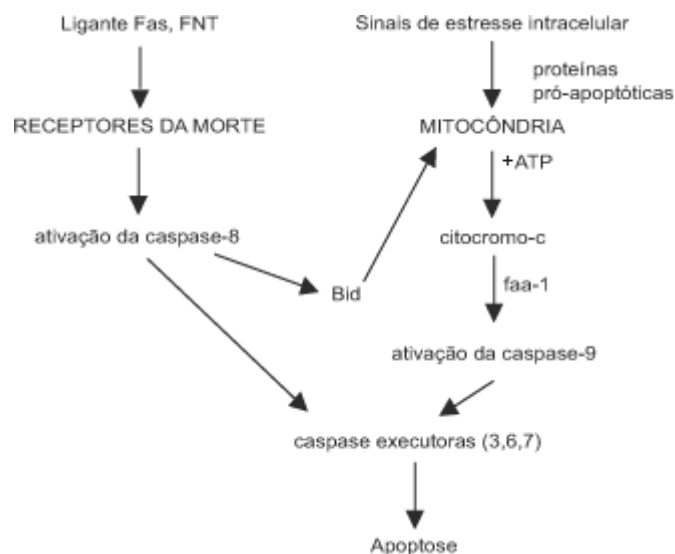 Ligante Fas, FNT
Sinais de estresse intracelular
proteínas
pró-apoptóticas
RECEPTORES DA MORTE
MITOCÔNDRIA
+ATP
ativação da caspase-8
citocromo-c
Bid
faa-1
ativação da caspase-9
caspase executoras (3,6,7)
Apoptose